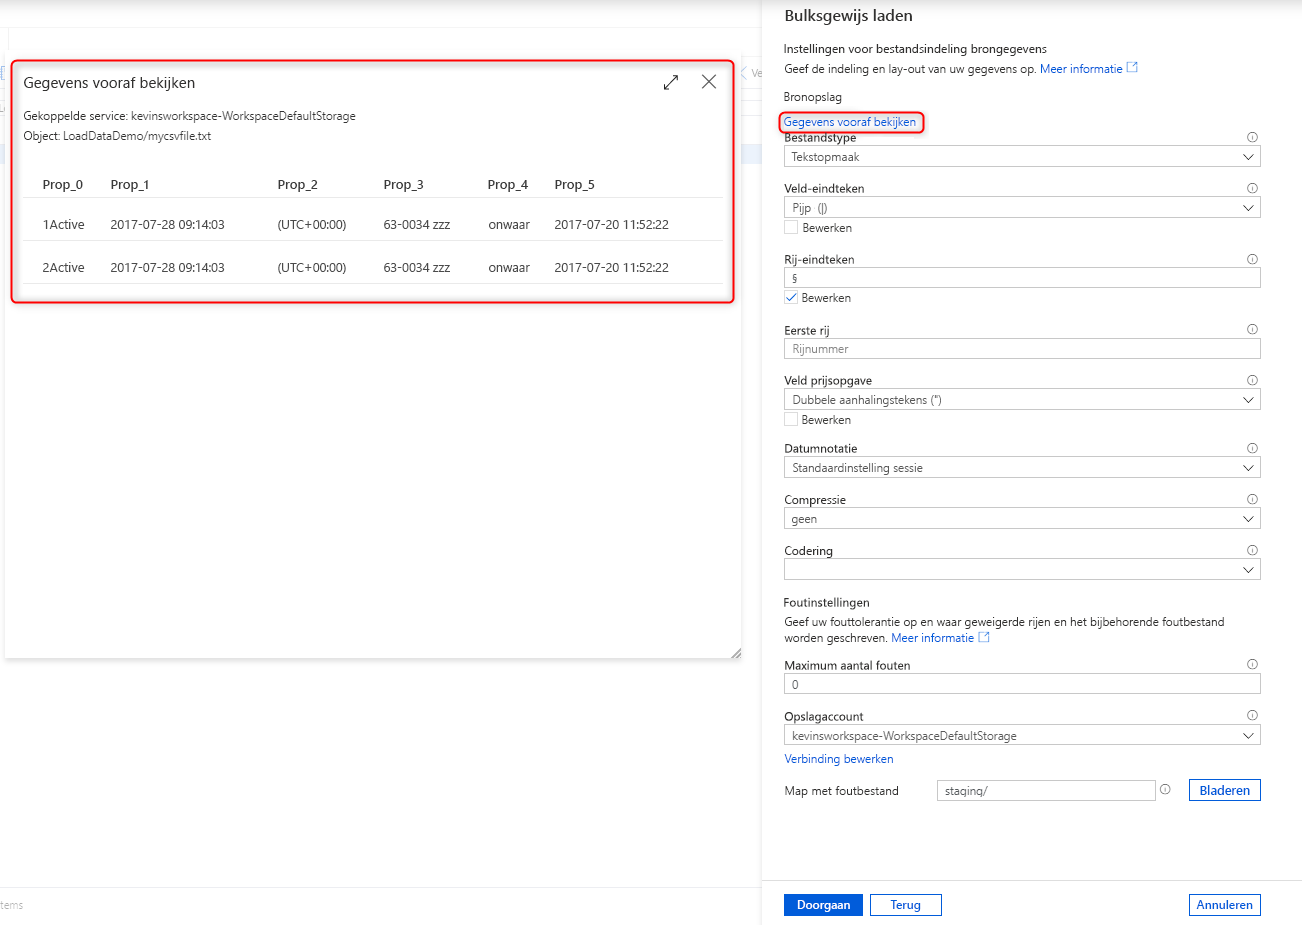 Gegevens vooraf bekijken
Gekoppelde service: kevinsworkspace-WorkspaceDefaultStorage
Object: LoadDataDemo/mycsvfile.txt
Prop_0 Prop_1 Prop_2 Prop_3 Prop_4 Prop_5
1Active 2017-07-28 09:14:03 (UTC+00:00) 63-0034 zzz onwaar 2017-07-20 11:52:22
2Active 2017-07-28 09:14:03 (UTC+00:00) 63-0034 zzz onwaar 2017-07-20 11:52:22
Ve
tems
Bulksgewijs laden
Instellingen voor bestandsindeling brongegevens
Geef de indeling en lay-out van uw gegevens op. Meer informatie
Bronopslag
Gegevens vooraf bekijken
Bestandstype
Tekstopmaak
Veld-eindteken
Pijp (|)
Bewerken
Rij-eindteken
§
Bewerken
Eerste rij
Rijnummer
Veld prijsopgave
Dubbele aanhalingstekens (")
Bewerken
Datumnotatie
Standaardinstelling sessie
Compressie
geen
Codering
Foutinstellingen
Geef uw fouttolerantie op en waar geweigerde rijen en het bijbehorende foutbestand
worden geschreven. Meer informatie
Maximum aantal fouten
0
Opslagaccount
kevinsworkspace-WorkspaceDefaultStorage
Verbinding bewerken
Map met foutbestand staging/ Bladeren
Doorgaan Terug Annuleren